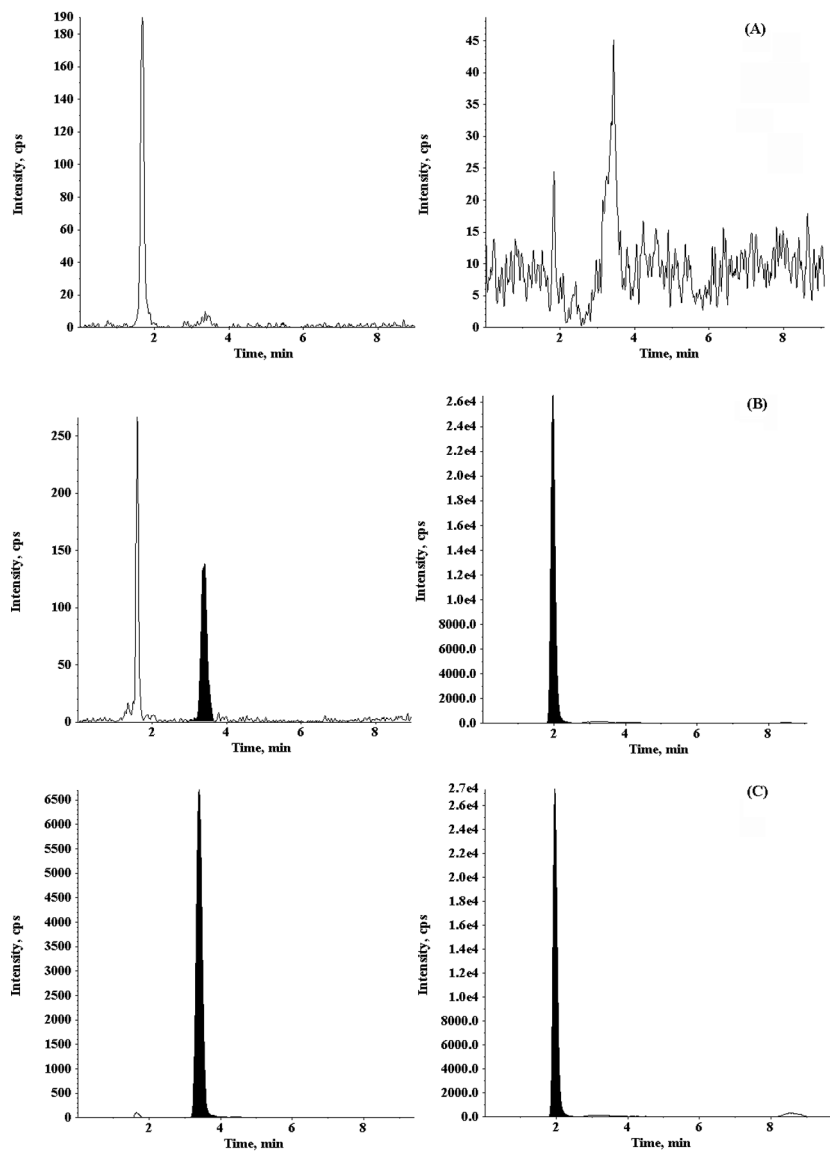 (A)
Intensity, cps
190
180
160
140
120
100
80
60
40
20
0
2
4
6
8
Time, min
Intensity, cps
45
40
35
30
25
20
15
10
5
0
2
4
6
8
Time, min
(B)
Intensity, cps
250
200
150
100
50
0
2
4
6
8
Time, min
Intensity, cps
2.6e4
2.4e4
2.2e4
2.0e4
1.8e4
1.6e4
1.4e4
1.2e4
1.0e4
8000.0
6000.0
4000.0
2000.0
0.0
2
4
6
8
Time, min
(C)
Intensity, cps
6500
6000
5500
5000
4500
4000
3500
3000
2500
2000
1500
1000
500
0
2
4
6
8
Time, min
Intensity, cps
2.7e4
2.6e4
2.4e4
2.2e4
2.0e4
1.8e4
1.6e4
1.4e4
1.2e4
1.0e4
8000.0
6000.0
4000.0
2000.0
0.0
2
4
6
8
Time, min